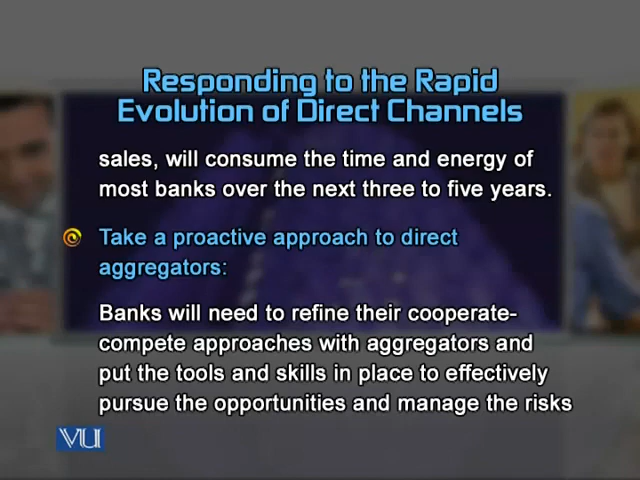 Responding to the Rapid
Evolution of Direct Channels
sales, will consume the time and energy of
most banks over the next three to five years.
Take a proactive approach to direct
aggregators:
Banks will need to refine their cooperate-
compete approaches with aggregators and
put the tools and skills in place to effectively
pursue the opportunities and manage the risks
VU